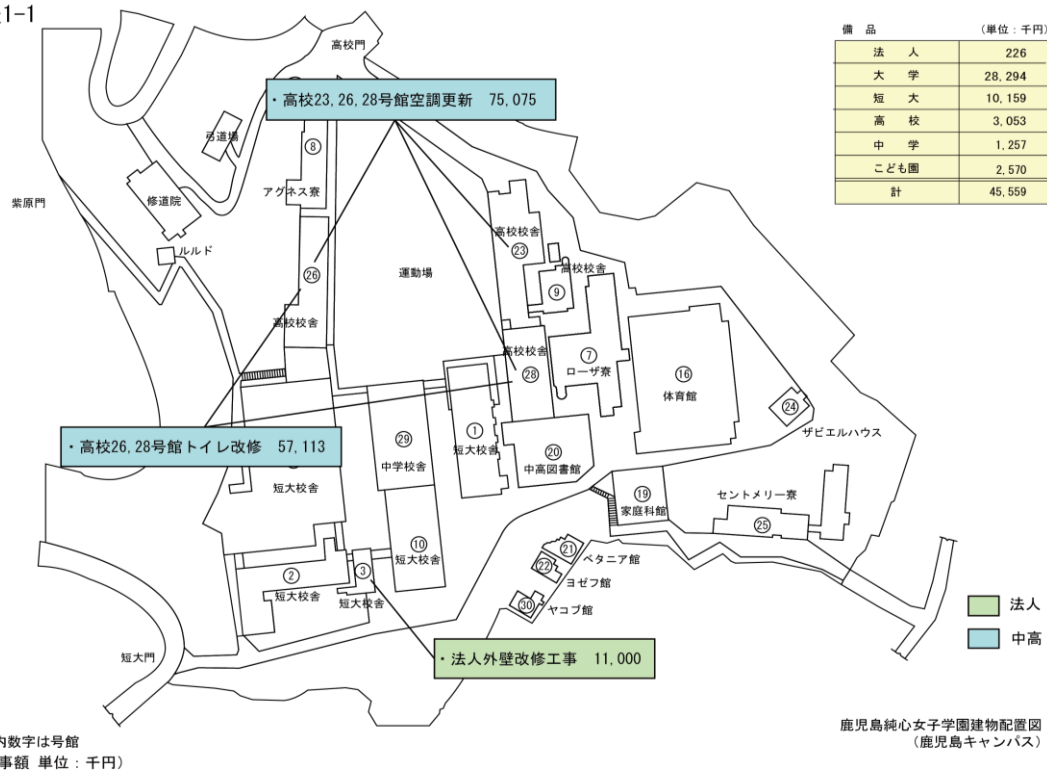 1-1
高校門
備 品 (単位：千円)
法 人 226
大 学 28,294
短 大 10,159
高 校 3,053
中 学 1,257
こども園 2,570
計 45,559
・高校23,26,28号館空調更新 75,075
弓道場
⑧
アグネス寮
修道院
紫原門
ルルド
㉖
高校校舎
運動場
高校校舎
㉓
高校校舎
⑨
高校校舎
㉘
⑦
ローザ寮
⑯
体育館
㉔
ザビエルハウス
・高校26,28号館トイレ改修 57,113
短大校舎
㉙
中学校舎
①
短大校舎
⑳
中高図書館
⑲
家庭科館
セントメリー寮
㉕
⑩
短大校舎
②
短大校舎
③
短大校舎
㉑
ベタニア館
㉒
ヨゼフ館
㉚
ヤコブ館
法人
中高
・法人外壁改修工事 11,000
短大門
内数字は号館
事額 単位：千円)
鹿児島純心女子学園建物配置図
(鹿児島キャンパス)